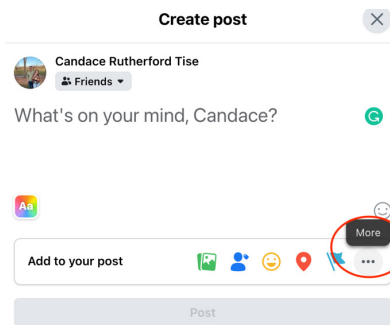 Create post
Candace Rutherford Tise
Friends
What's on your mind, Candace?
G
Aa
More
Add to your post
Post